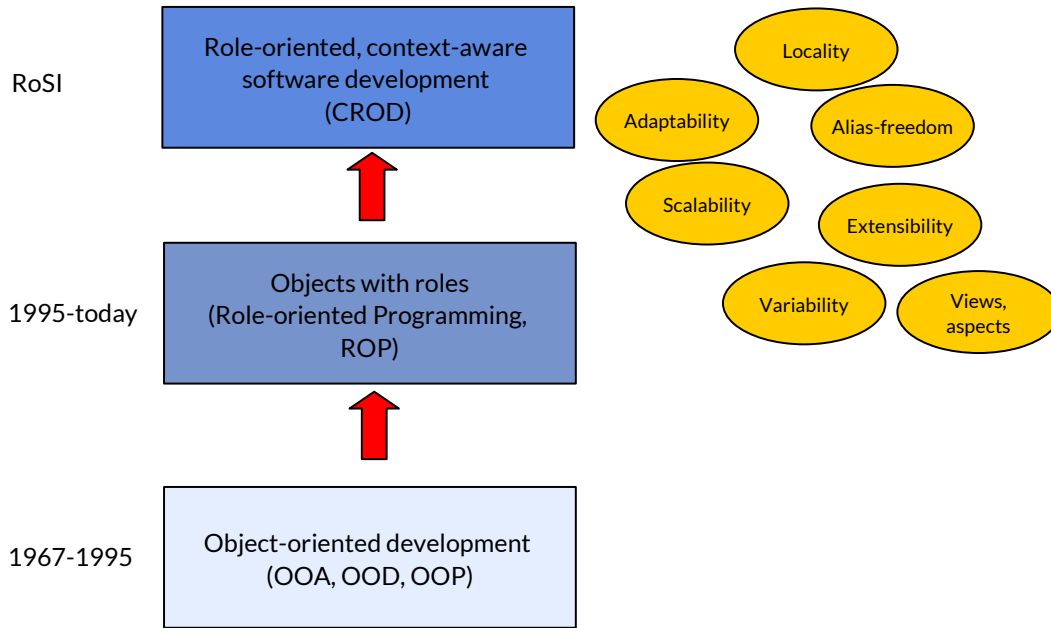 RoSI
Role-oriented, context-aware
software development
(CROD)
Locality
Adaptability
Alias-freedom
Scalability
Extensibility
Variability
Views,
aspects
1995-today
Objects with roles
(Role-oriented Programming,
ROP)
1967-1995
Object-oriented development
(OOA, OOD, OOP)